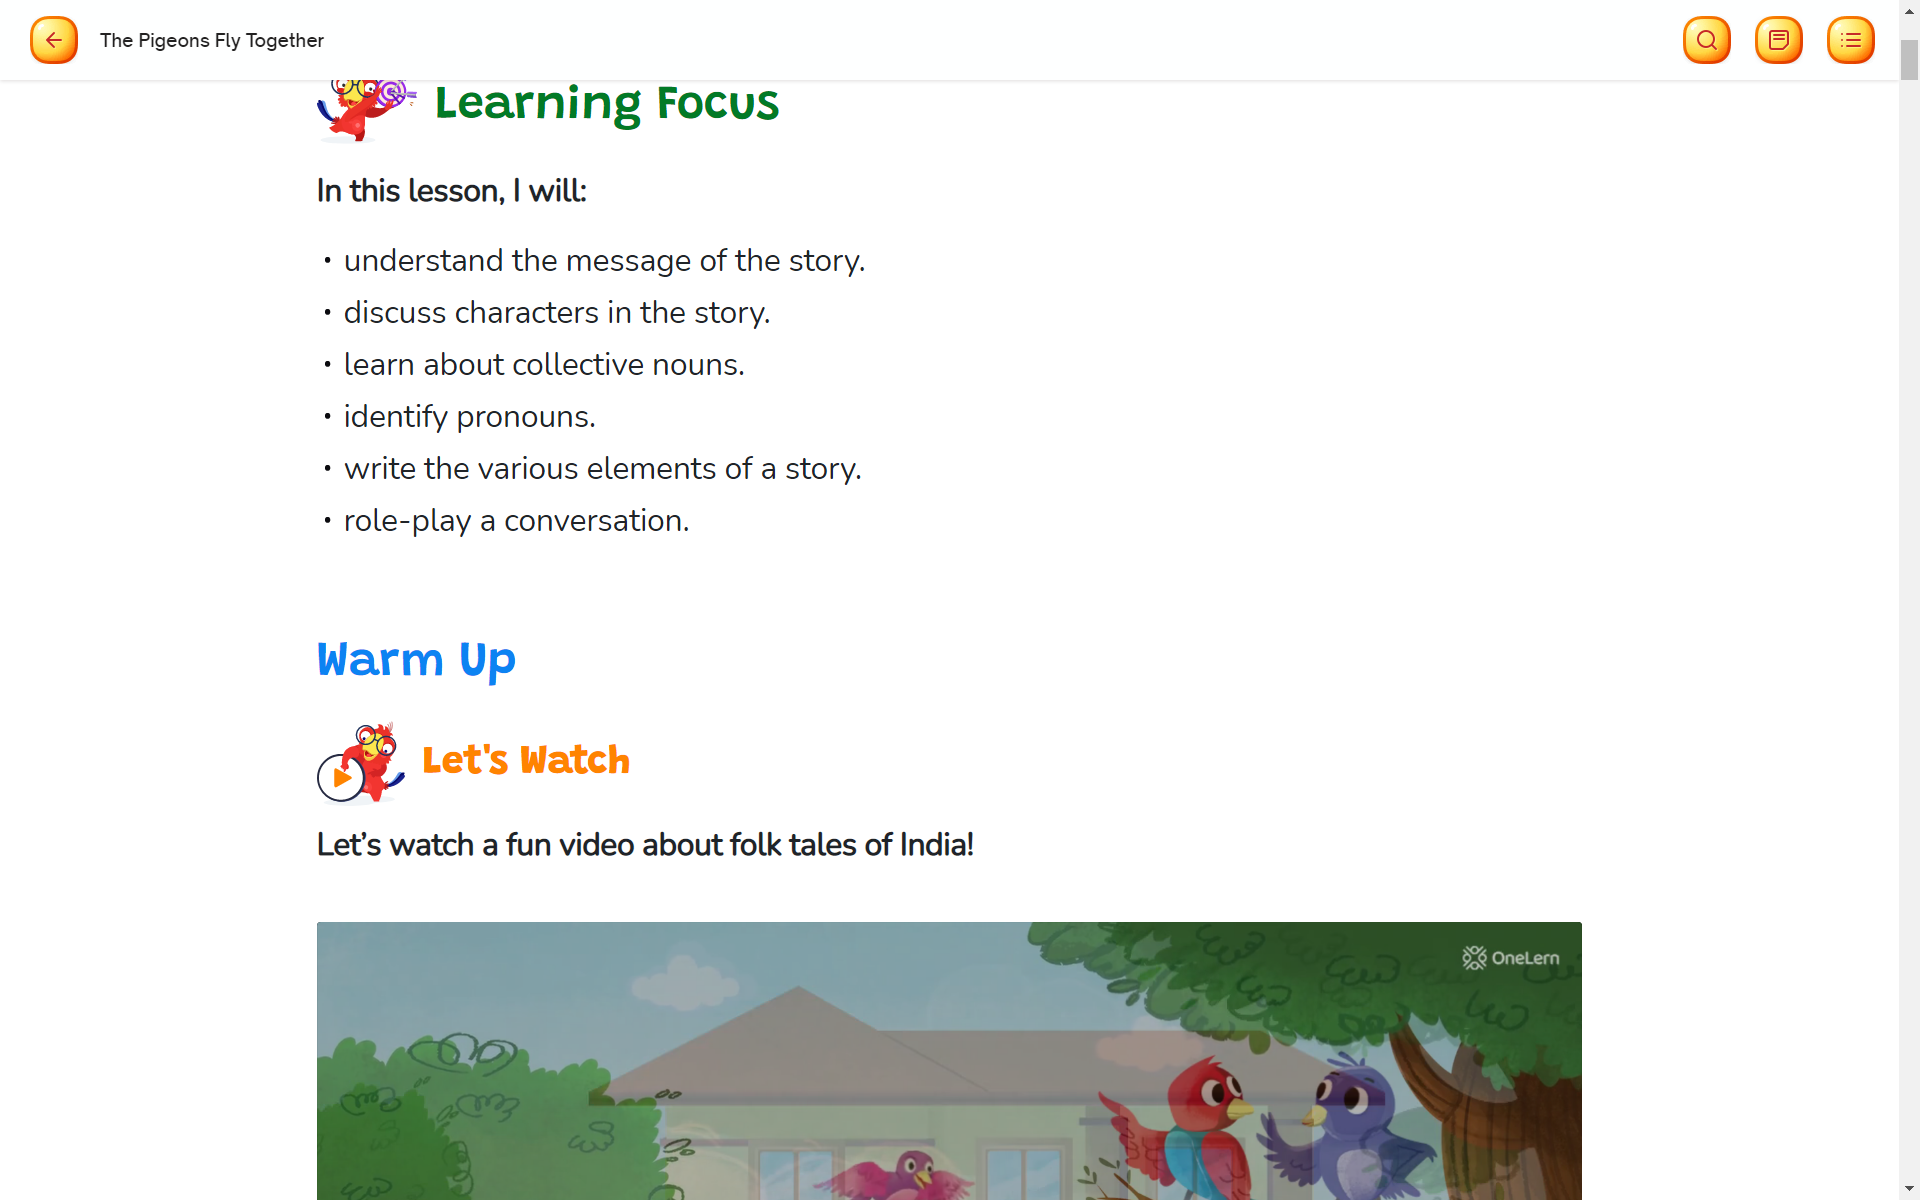 The Pigeons Fly Together
Learning Focus
In this lesson, I will:
• understand the message of the story.
• discuss characters in the story.
• learn about collective nouns.
• identify pronouns.
• write the various elements of a story.
• role-play a conversation.
Warm Up
Let's Watch
Let’s watch a fun video about folk tales of India!
OneLern